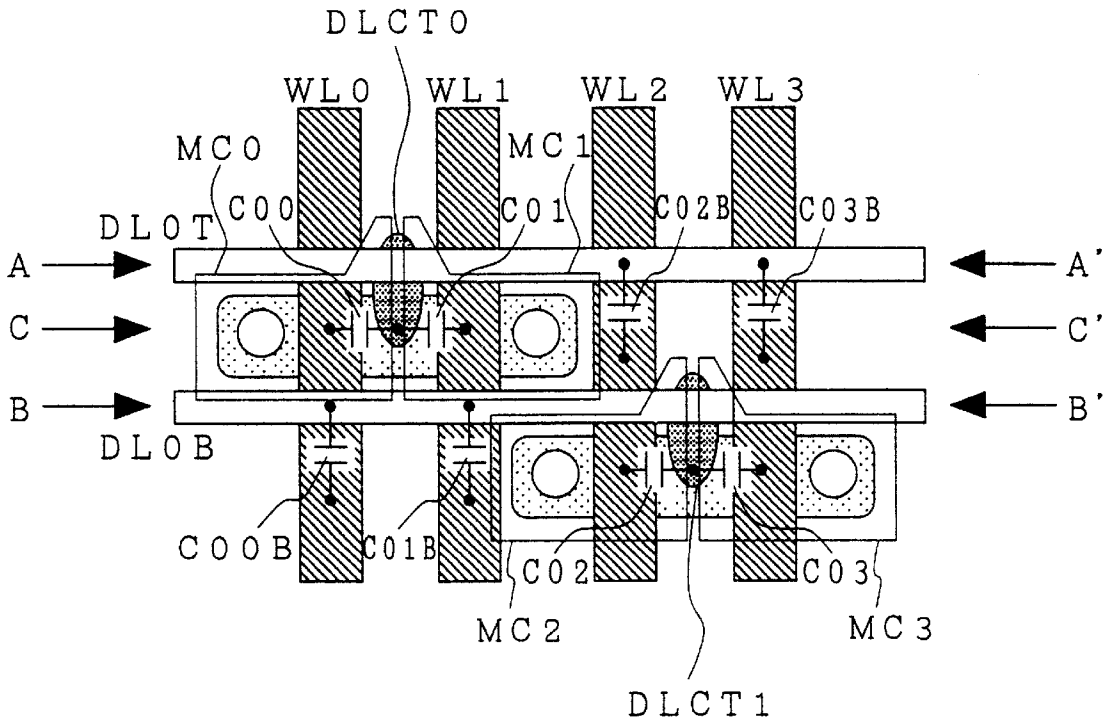 DLCT0
WL0 WL1 WL2 WL3
MC0 MC1
C00 C01 C02B C03B
DL0T
A A'
C C'
B B'
DL0B
C00B C01B C02 C03
MC2 MC3
DLCT1